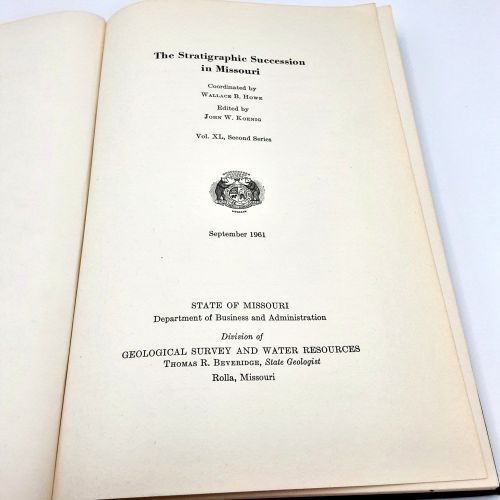 The Stratigraphic Succession
in Missouri
Coordinated by
WALLACE B. HOWE
Edited by
JOHN W. KOENIG
Vol. XL, Second Series
September 1961
STATE OF MISSOURI
Department of Business and Administration
Division of
GEOLOGICAL SURVEY AND WATER RESOURCES
THOMAS R. BEVERIDGE, State Geologist
Rolla, Missouri